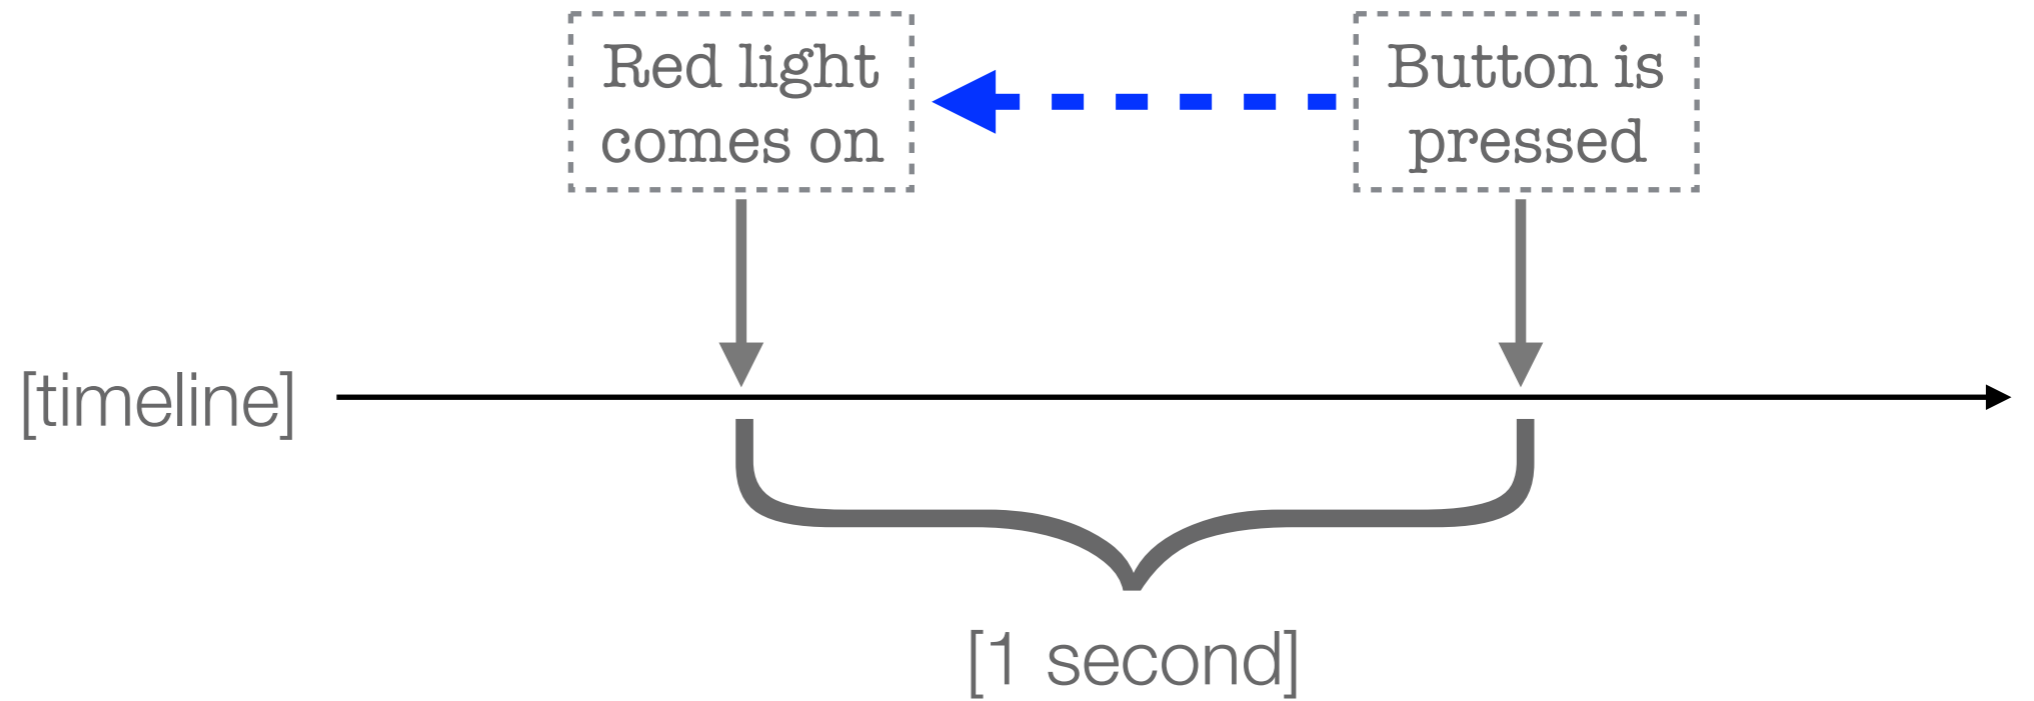 Red light
comes on
Button is
pressed
[timeline]
[1 second]